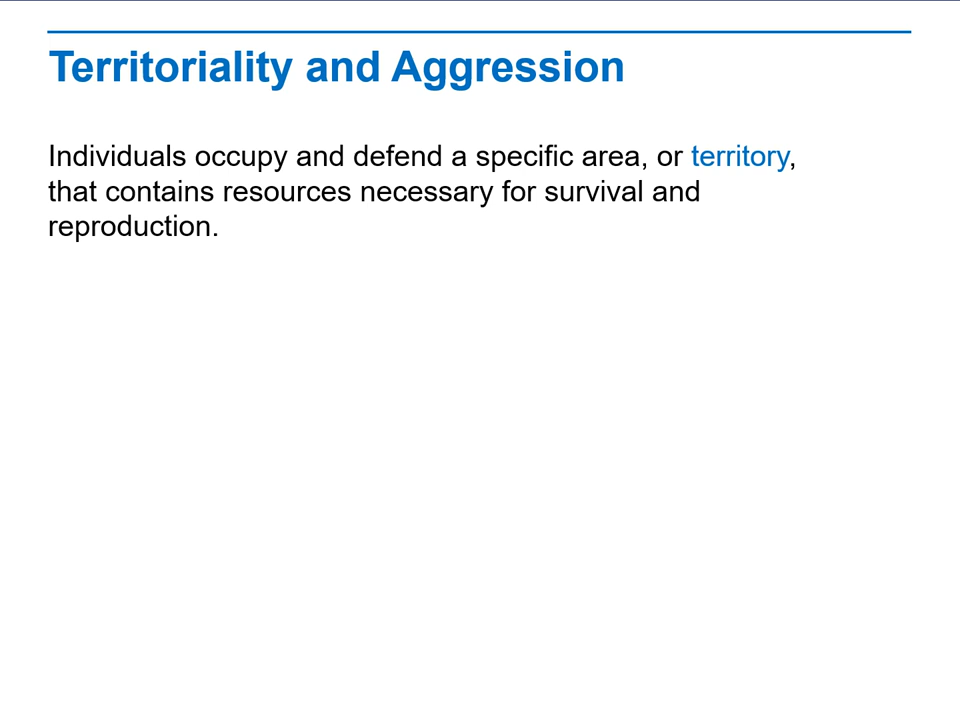 Territoriality and Aggression
Individuals occupy and defend a specific area, or territory,
that contains resources necessary for survival and
reproduction.